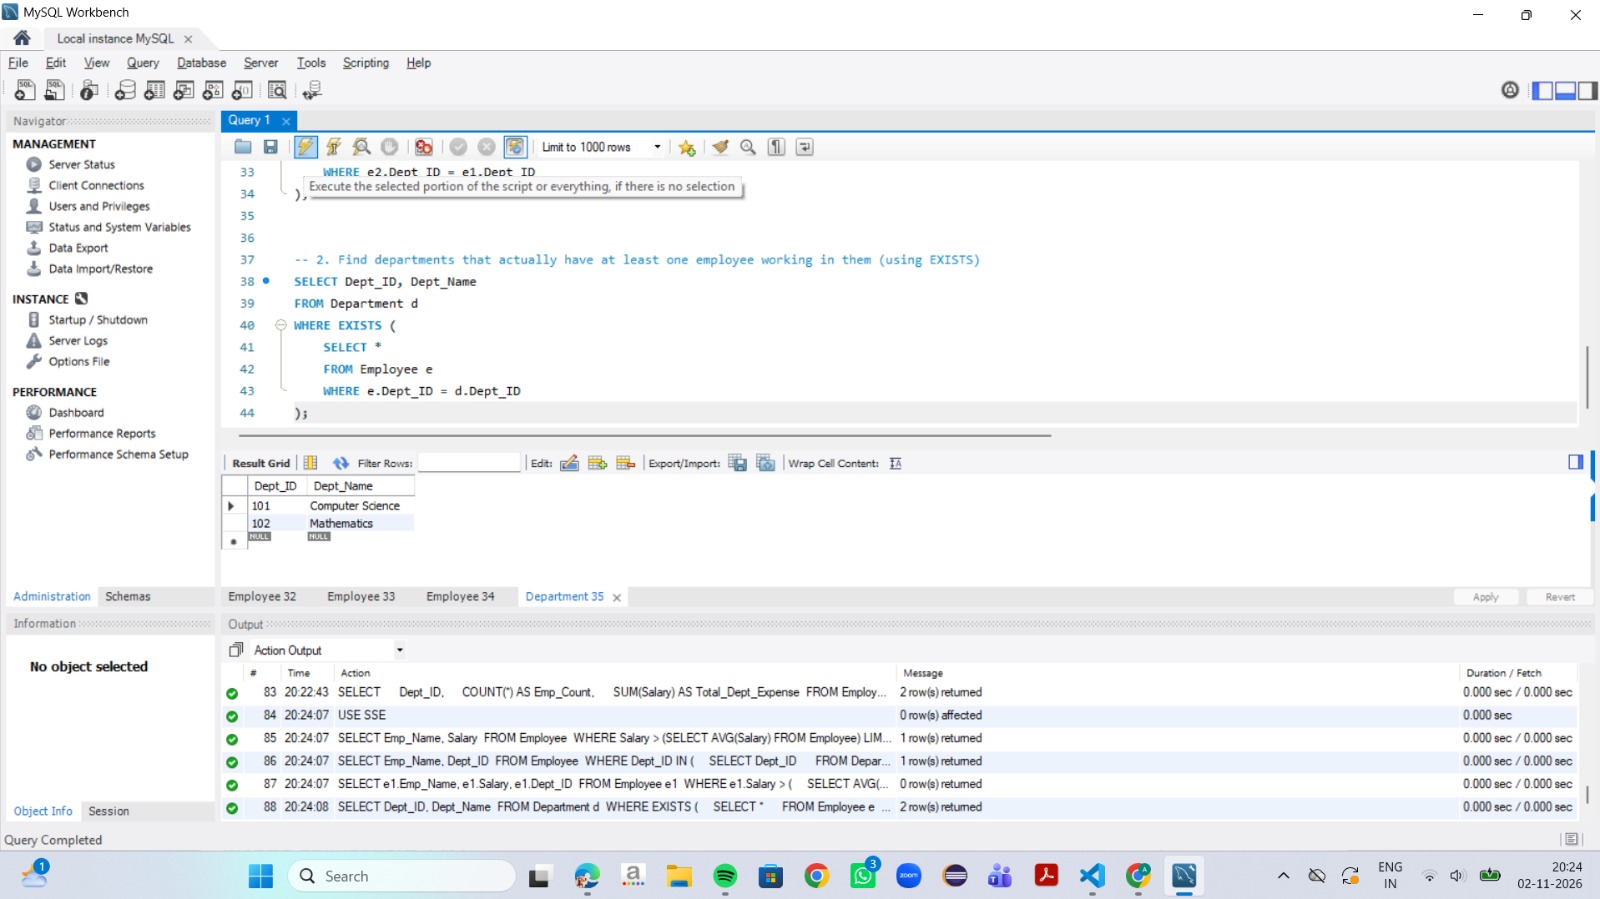 MySQL Workbench
Local instance MySQL
File Edit View Query Database Server Tools Scripting Help
Navigator
MANAGEMENT
Server Status
Client Connections
Users and Privileges
Status and System Variables
Data Export
Data Import/Restore
INSTANCE
Startup / Shutdown
Server Logs
Options File
PERFORMANCE
Dashboard
Performance Reports
Performance Schema Setup
Administration Schemas
Information
No object selected
Object Info Session
Query Completed
Query 1
Limit to 1000 rows
33 WHERE e2.Dept_ID = e1.Dept_ID
Execute the selected portion of the script or everything, if there is no selection
34 );
35
36
37 -- 2. Find departments that actually have at least one employee working in them (using EXISTS)
38 SELECT Dept_ID, Dept_Name
39 FROM Department d
40 WHERE EXISTS (
41 SELECT *
42 FROM Employee e
43 WHERE e.Dept_ID = d.Dept_ID
44 );
Result Grid Filter Rows: Edit: Export/Import: Wrap Cell Content:
Dept_ID Dept_Name
101 Computer Science
102 Mathematics
NULL NULL
Employee 32 Employee 33 Employee 34 Department 35 Apply Revert
Output
Action Output
# Time Action Message Duration / Fetch
83 20:22:43 SELECT Dept_ID, COUNT(*) AS Emp_Count, SUM(Salary) AS Total_Dept_Expense FROM Employ... 2 row(s) returned 0.000 sec / 0.000 sec
84 20:24:07 USE SSE 0 row(s) affected 0.000 sec
85 20:24:07 SELECT Emp_Name, Salary FROM Employee WHERE Salary > (SELECT AVG(Salary) FROM Employee) LIM... 1 row(s) returned 0.000 sec / 0.000 sec
86 20:24:07 SELECT Emp_Name, Dept_ID FROM Employee WHERE Dept_ID IN ( SELECT Dept_ID FROM Depar... 1 row(s) returned 0.000 sec / 0.000 sec
87 20:24:07 SELECT e1.Emp_Name, e1.Salary, e1.Dept_ID FROM Employee e1 WHERE e1.Salary > ( SELECT AVG(... 0 row(s) returned 0.000 sec / 0.000 sec
88 20:24:08 SELECT Dept_ID, Dept_Name FROM Department d WHERE EXISTS ( SELECT * FROM Employee e ... 2 row(s) returned 0.000 sec / 0.000 sec
1
Search
a
3
zoom
ENG
IN
20:24
02-11-2026